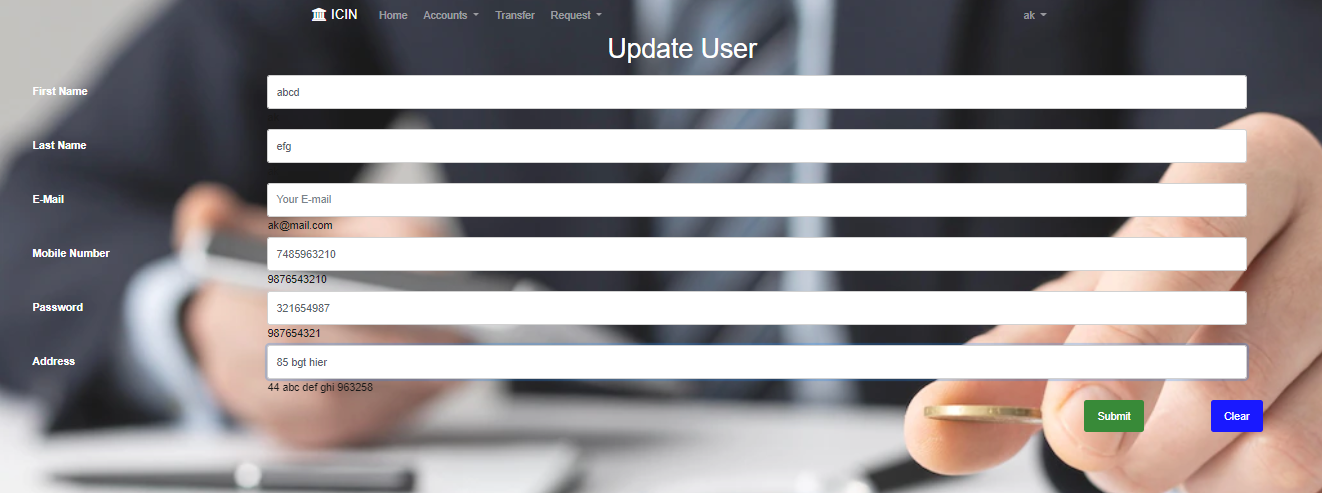 ICIN Home Accounts Transfer Request ak
Update User
First Name abcd
Last Name efg
E-Mail Your E-mail
ak@mail.com
Mobile Number 7485963210
9876543210
Password 321654987
987654321
Address 85 bgt hier
44 abc def ghi 963258
Submit Clear